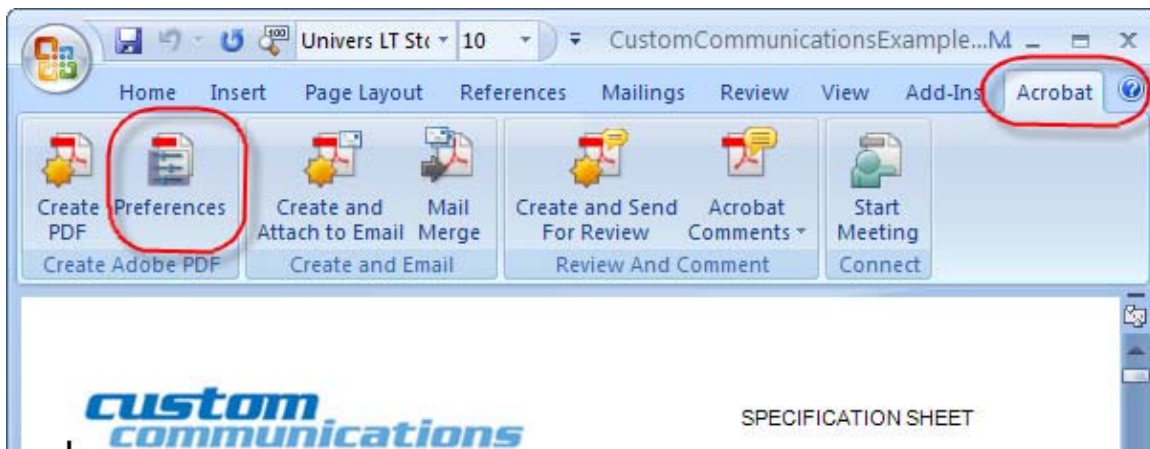 100 Univers LT Stc 10 CustomCommunicationsExample...M
Home Insert Page Layout References Mailings Review View Add-Ins Acrobat
Create PDF
Preferences
Create and Attach to Email
Mail Merge
Create and Send For Review
Acrobat Comments
Start Meeting
Create Adobe PDF Create and Email Review And Comment Connect
custom
communications
SPECIFICATION SHEET